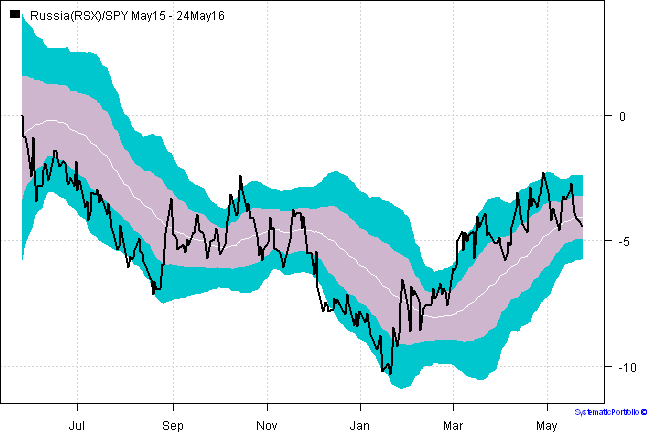 Russia(RSX)/SPY May15 - 24May16
0
-5
-10
Jul Sep Nov Jan Mar May
SystematicPortfolio ©